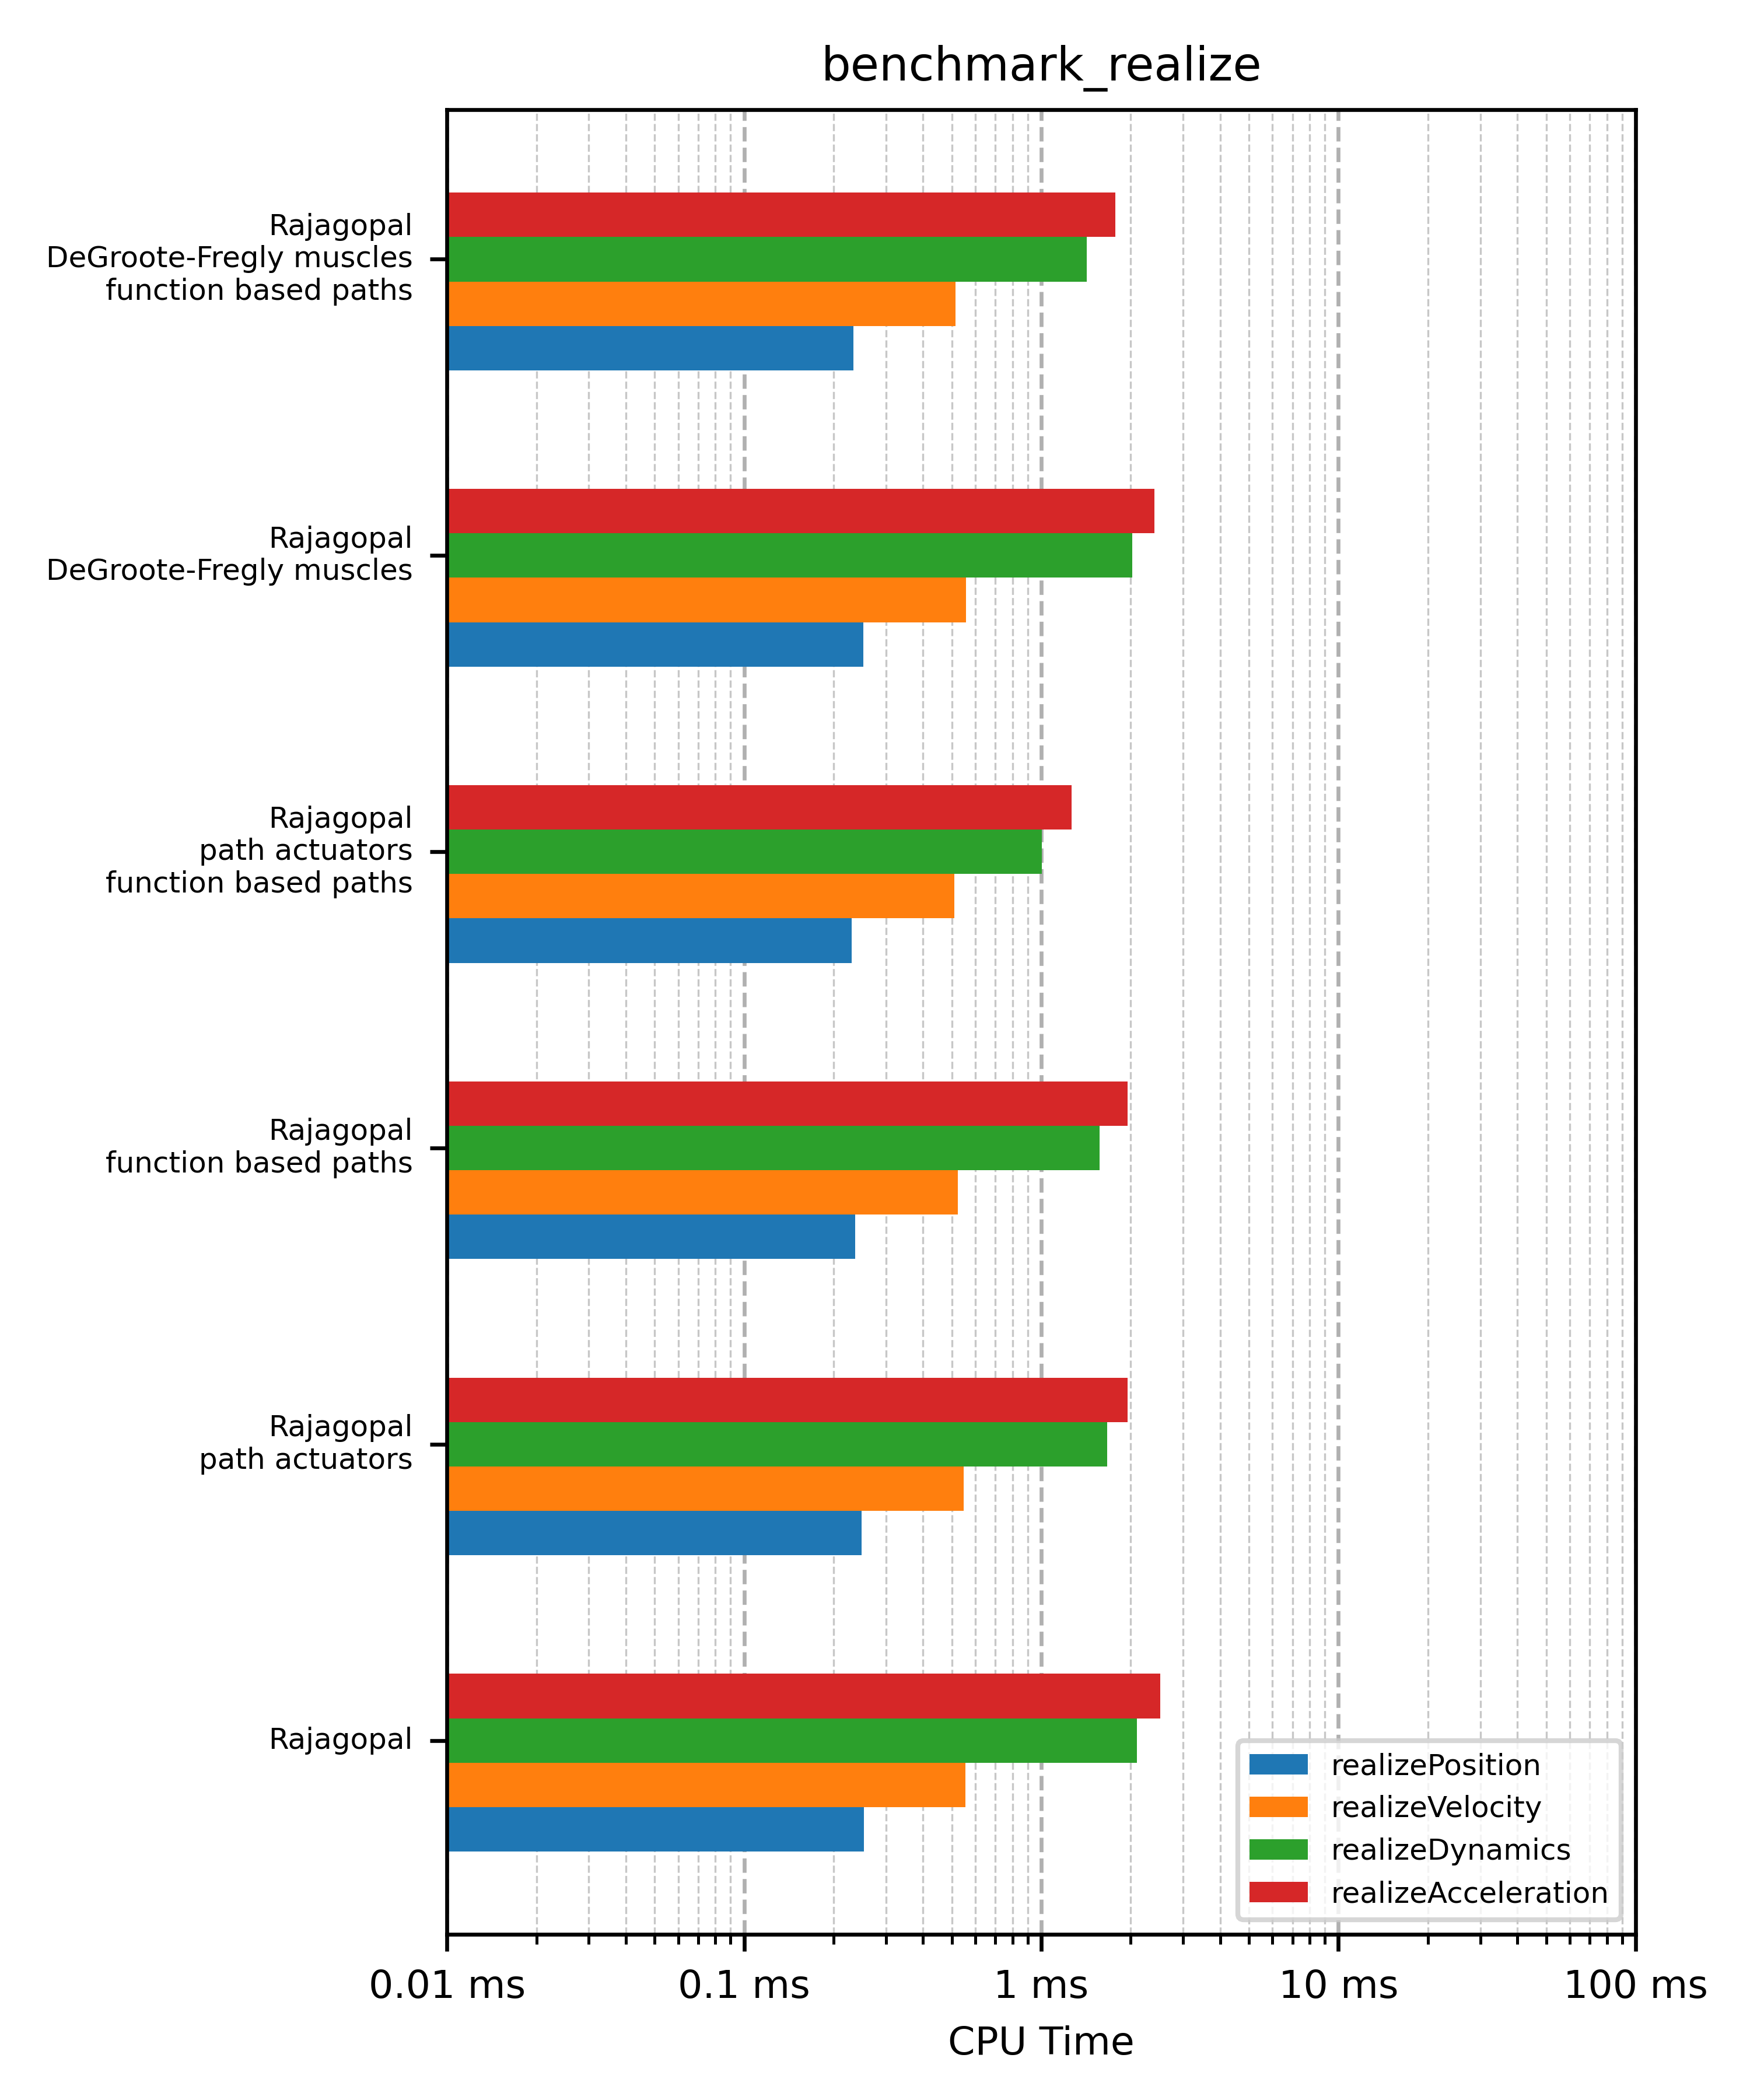 benchmark_realize
Rajagopal
DeGroote-Fregly muscles
function based paths
Rajagopal
DeGroote-Fregly muscles
Rajagopal
path actuators
function based paths
Rajagopal
function based paths
Rajagopal
path actuators
Rajagopal
realizePosition
realizeVelocity
realizeDynamics
realizeAcceleration
0.01 ms 0.1 ms 1 ms 10 ms 100 ms
CPU Time